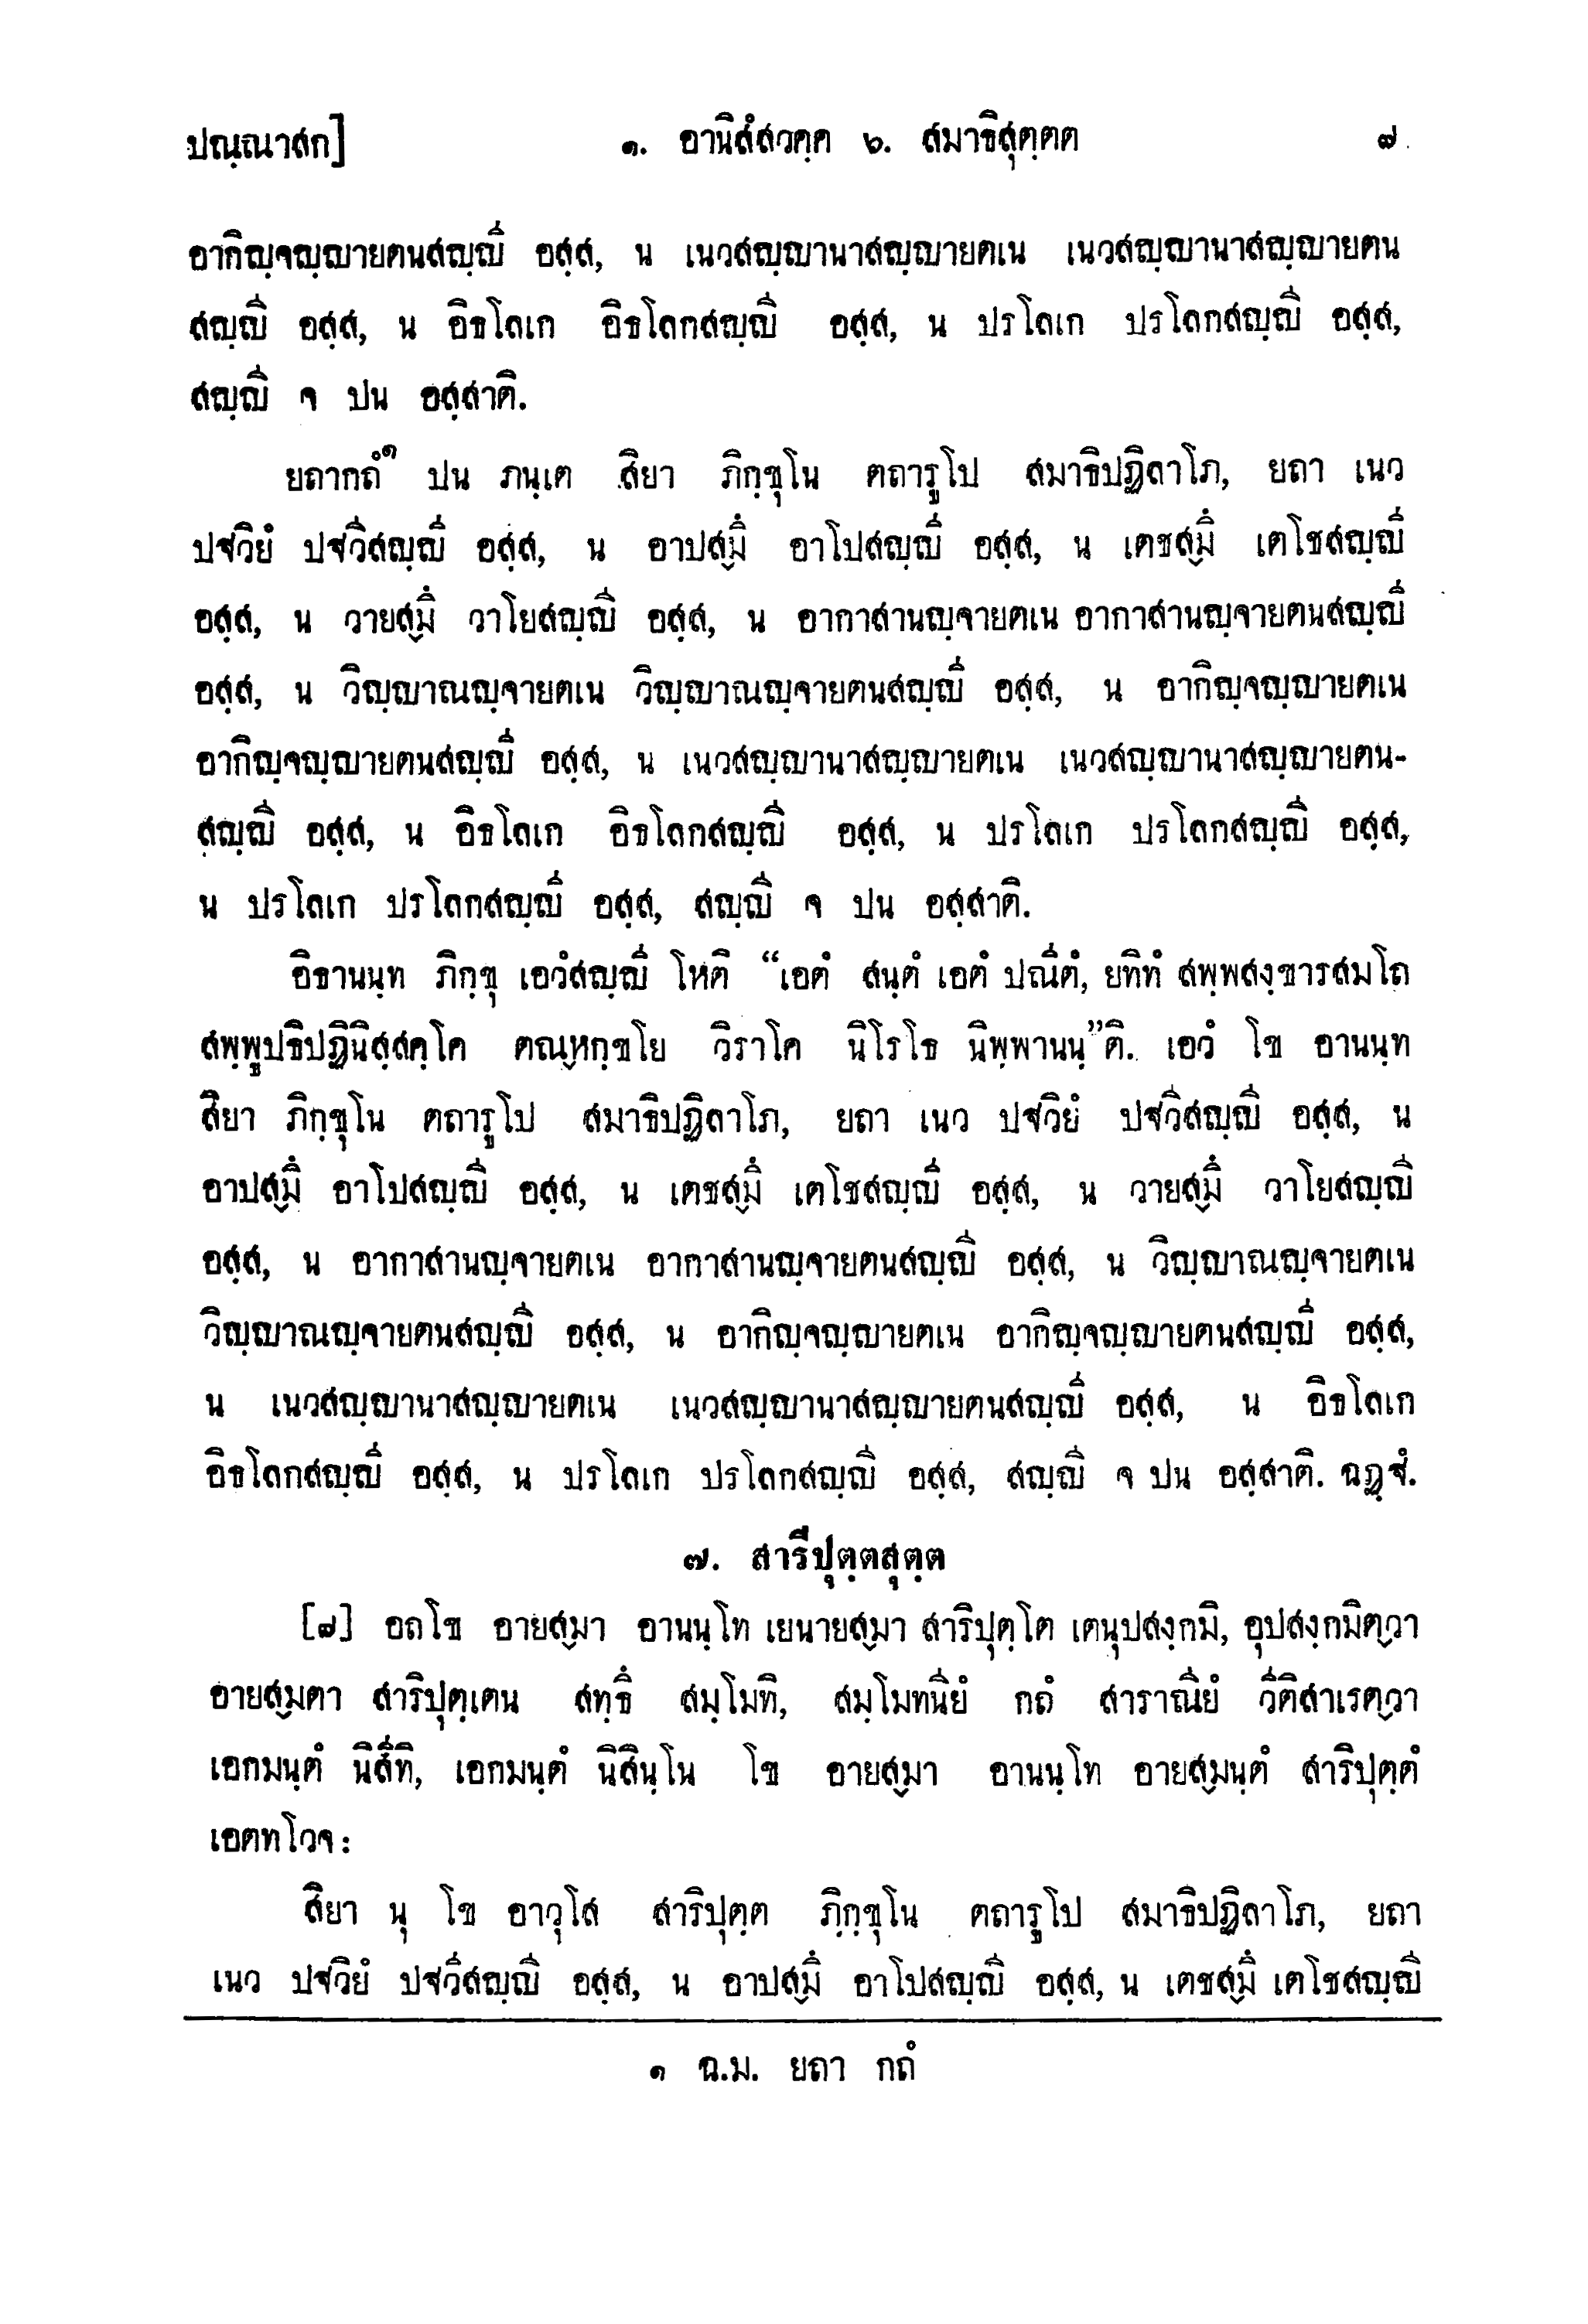 ปณฺณาสก] ๑. อานิสํสวคฺค ๖. สมาธิสุตฺตต ๗
อากิญฺจญฺญายตนสญฺญี อสฺส, น เนวสญฺญานาสญฺญายตเน เนวสญฺญานาสญฺญายตน
สญฺญี อสฺส, น อิธโลเก อิธโลกสญฺญี อสฺส, น ปรโลเก ปรโลกสญฺญี อสฺส,
สญฺญี จ ปน อสฺสาติ.
ยถากถํ๑ ปน ภนฺเต สิยา ภิกฺขุโน ตถารูโป สมาธิปฏิลาโภ, ยถา เนว
ปฐวิยํ ปฐวีสญฺญี อสฺส, น อาปสฺมึ อาโปสญฺญี อสฺส, น เตชสฺมึ เตโชสญฺญี
อสฺส, น วายสฺมึ วาโยสญฺญี อสฺส, น อากาสานญฺจายตเน อากาสานญฺจายตนสญฺญี
อสฺส, น วิญฺญาณญฺจายตเน วิญฺญาณญฺจายตนสญฺญี อสฺส, น อากิญฺจญฺญายตเน
อากิญฺจญฺญายตนสญฺญี อสฺส, น เนวสญฺญานาสญฺญายตเน เนวสญฺญานาสญฺญายตน-
สญฺญี อสฺส, น อิธโลเก อิธโลกสญฺญี อสฺส, น ปรโลเก ปรโลกสญฺญี อสฺส,
น ปรโลเก ปรโลกสญฺญี อสฺส, สญฺญี จ ปน อสฺสาติ.
อิธานนฺท ภิกฺขุ เอวํสญฺญี โหติ “เอตํ สนฺตํ เอตํ ปณีตํ, ยทิทํ สพฺพสงฺขารสมโถ
สพฺพูปธิปฏินิสฺสคฺโค ตณฺหกฺขโย วิราโค นิโรโธ นิพฺพานนฺ”ติ. เอวํ โข อานนฺท
สิยา ภิกฺขุโน ตถารูโป สมาธิปฏิลาโภ, ยถา เนว ปฐวิยํ ปฐวีสญฺญี อสฺส, น
อาปสฺมึ อาโปสญฺญี อสฺส, น เตชสฺมึ เตโชสญฺญี อสฺส, น วายสฺมึ วาโยสญฺญี
อสฺส, น อากาสานญฺจายตเน อากาสานญฺจายตนสญฺญี อสฺส, น วิญฺญาณญฺจายตเน
วิญฺญาณญฺจายตนสญฺญี อสฺส, น อากิญฺจญฺญายตเน อากิญฺจญฺญายตนสญฺญี อสฺส,
น เนวสญฺญานาสญฺญายตเน เนวสญฺญานาสญฺญายตนสญฺญี อสฺส, น อิธโลเก
อิธโลกสญฺญี อสฺส, น ปรโลเก ปรโลกสญฺญี อสฺส, สญฺญี จ ปน อสฺสาติ. ฉฏฺฐํ.
๗. สารีปุตฺตสุตฺต
[๗] อถโข อายสฺมา อานนฺโท เยนายสฺมา สาริปุตฺโต เตนุปสงฺกมิ, อุปสงฺกมิตฺวา
อายสฺมตา สาริปุตฺเตน สทฺธึ สมฺโมทิ, สมฺโมทนียํ กถํ สาราณียํ วีติสาเรตฺวา
เอกมนฺตํ นิสีทิ, เอกมนฺตํ นิสินฺโน โข อายสฺมา อานนฺโท อายสฺมนฺตํ สาริปุตฺตํ
เอตทโวจ:
สิยา นุ โข อาวุโส สาริปุตฺต ภิกฺขุโน ตถารูโป สมาธิปฏิลาโภ, ยถา
เนว ปฐวิยํ ปฐวีสญฺญี อสฺส, น อาปสฺมึ อาโปสญฺญี อสฺส, น เตชสฺมึ เตโชสญฺญี
๑ ฉ.ม. ยถา กถํ